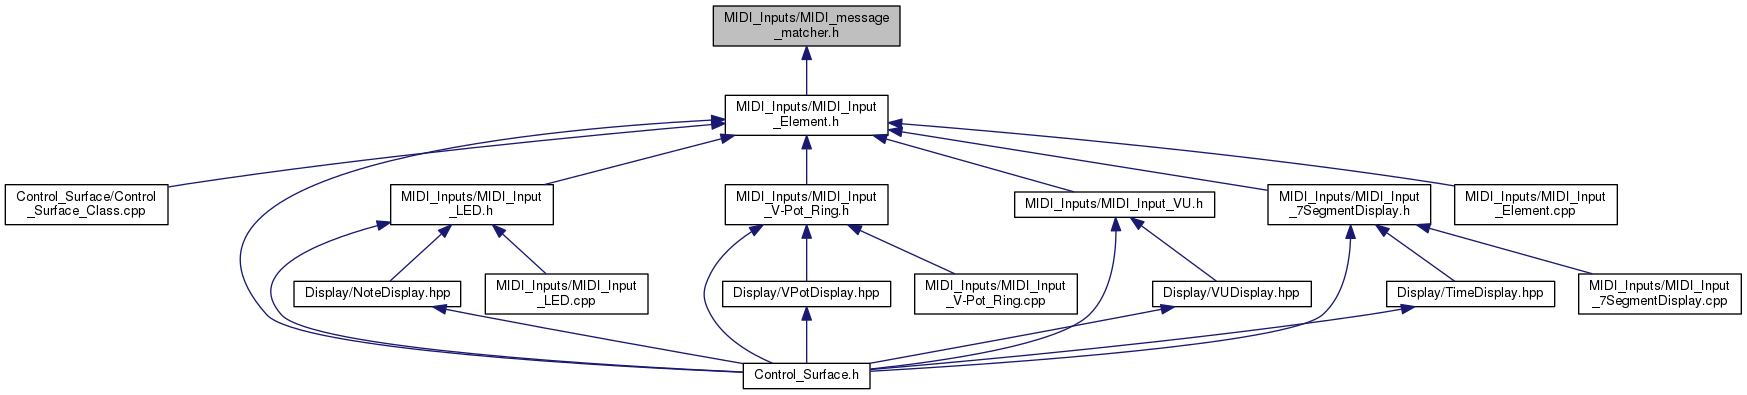 MIDI_Inputs/MIDI_message
_matcher.h
MIDI_Inputs/MIDI_Input
_Element.h
Control_Surface/Control
_Surface_Class.cpp
MIDI_Inputs/MIDI_Input
_LED.h
MIDI_Inputs/MIDI_Input
_V-Pot_Ring.h
MIDI_Inputs/MIDI_Input_VU.h
MIDI_Inputs/MIDI_Input
_7SegmentDisplay.h
MIDI_Inputs/MIDI_Input
_Element.cpp
Display/NoteDisplay.hpp
MIDI_Inputs/MIDI_Input
_LED.cpp
Display/VPotDisplay.hpp
MIDI_Inputs/MIDI_Input
_V-Pot_Ring.cpp
Display/VUDisplay.hpp
Display/TimeDisplay.hpp
MIDI_Inputs/MIDI_Input
_7SegmentDisplay.cpp
Control_Surface.h